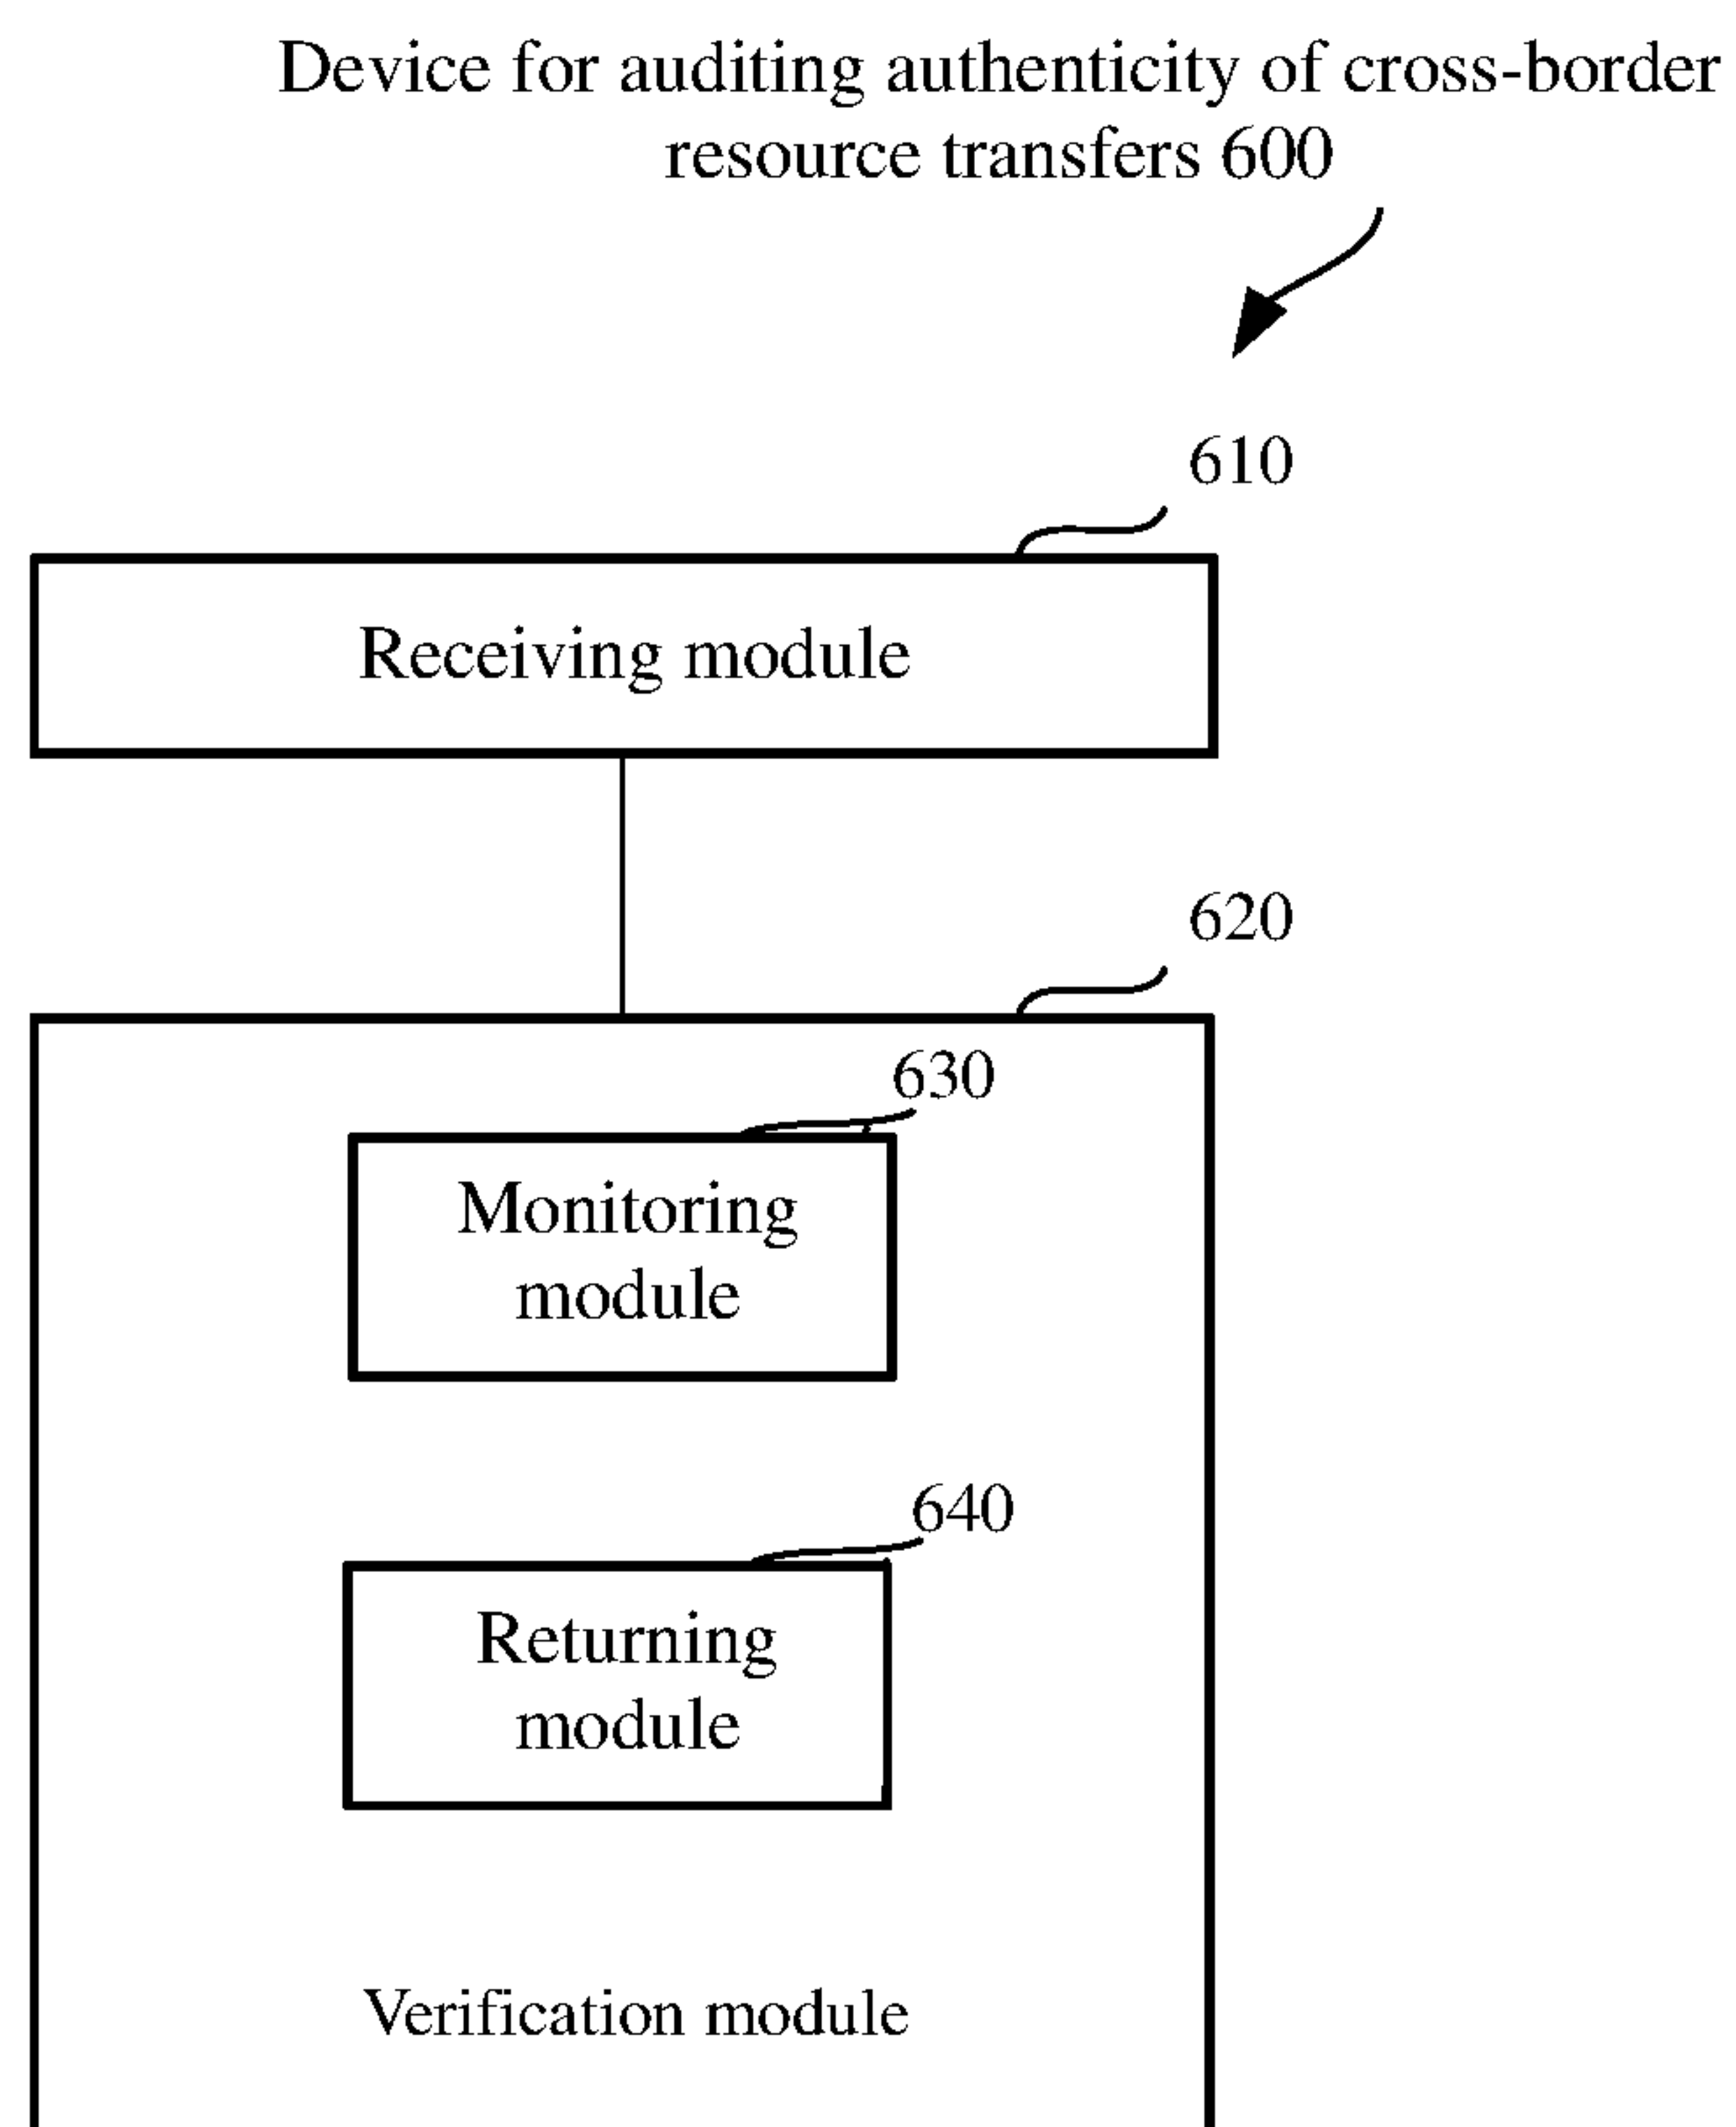 Device for auditing authenticity of cross-border
resource transfers 600
610
Receiving module
620
630
Monitoring
module
640
Returning
module
Verification module